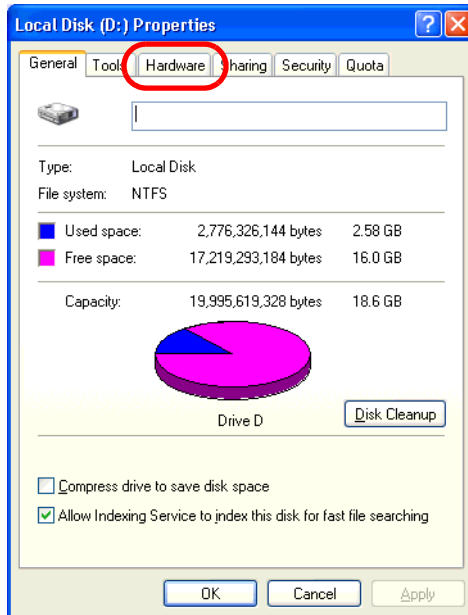 Local Disk (D:) Properties
General Tools Hardware Sharing Security Quota
Type: Local Disk
File system: NTFS
Used space: 2,776,326,144 bytes 2.58 GB
Free space: 17,219,293,184 bytes 16.0 GB
Capacity: 19,995,619,328 bytes 18.6 GB
Drive D
Disk Cleanup
Compress drive to save disk space
Allow Indexing Service to index this disk for fast file searching
OK Cancel Apply